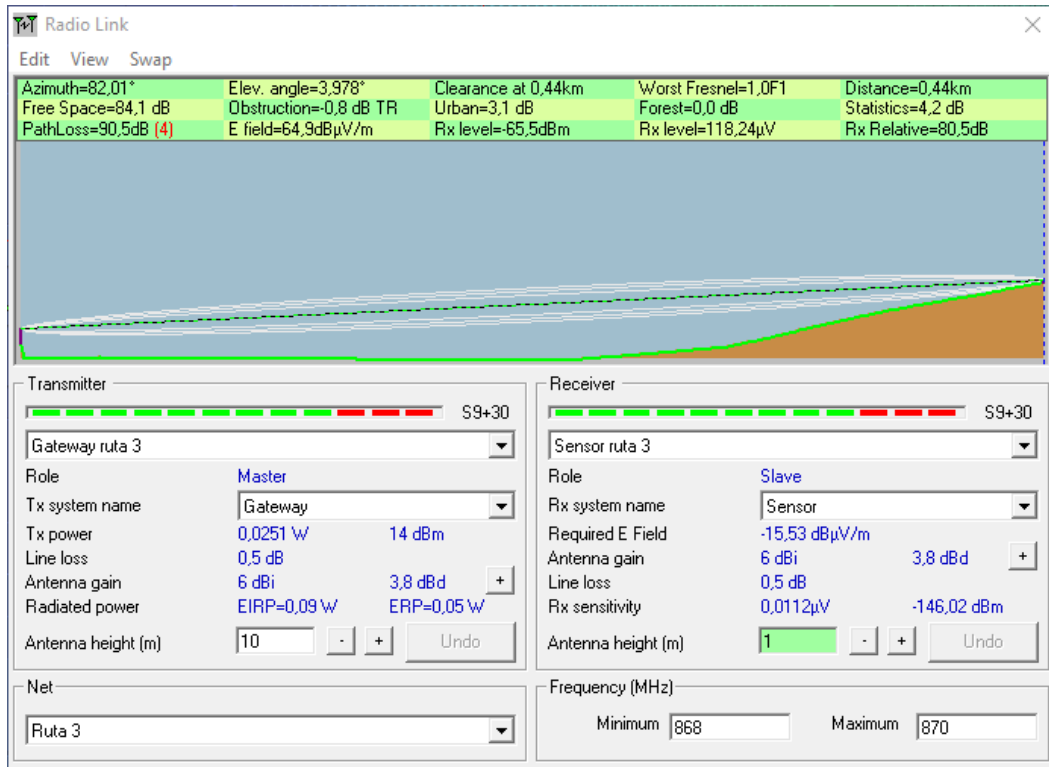 Radio Link
Edit View Swap
Azimuth=82,01° Elev. angle=3,978° Clearance at 0,44km Worst Fresnel=1,0F1 Distance=0,44km
Free Space=84,1 dB Obstruction=-0,8 dB TR Urban=3,1 dB Forest=0,0 dB Statistics=4,2 dB
PathLoss=90,5dB (4) E field=64,9dBµV/m Rx level=-65,5dBm Rx level=118,24µV Rx Relative=80,5dB
Transmitter
S9+30
Gateway ruta 3
Role Master
Tx system name Gateway
Tx power 0,0251 W 14 dBm
Line loss 0,5 dB
Antenna gain 6 dBi 3,8 dBd +
Radiated power EIRP=0,09 W ERP=0,05 W
Antenna height (m) 10 - + Undo
Receiver
S9+30
Sensor ruta 3
Role Slave
Rx system name Sensor
Required E Field -15,53 dBµV/m
Antenna gain 6 dBi 3,8 dBd +
Line loss 0,5 dB
Rx sensitivity 0,0112µV -146,02 dBm
Antenna height (m) 1 - + Undo
Net
Ruta 3
Frequency (MHz)
Minimum 868 Maximum 870